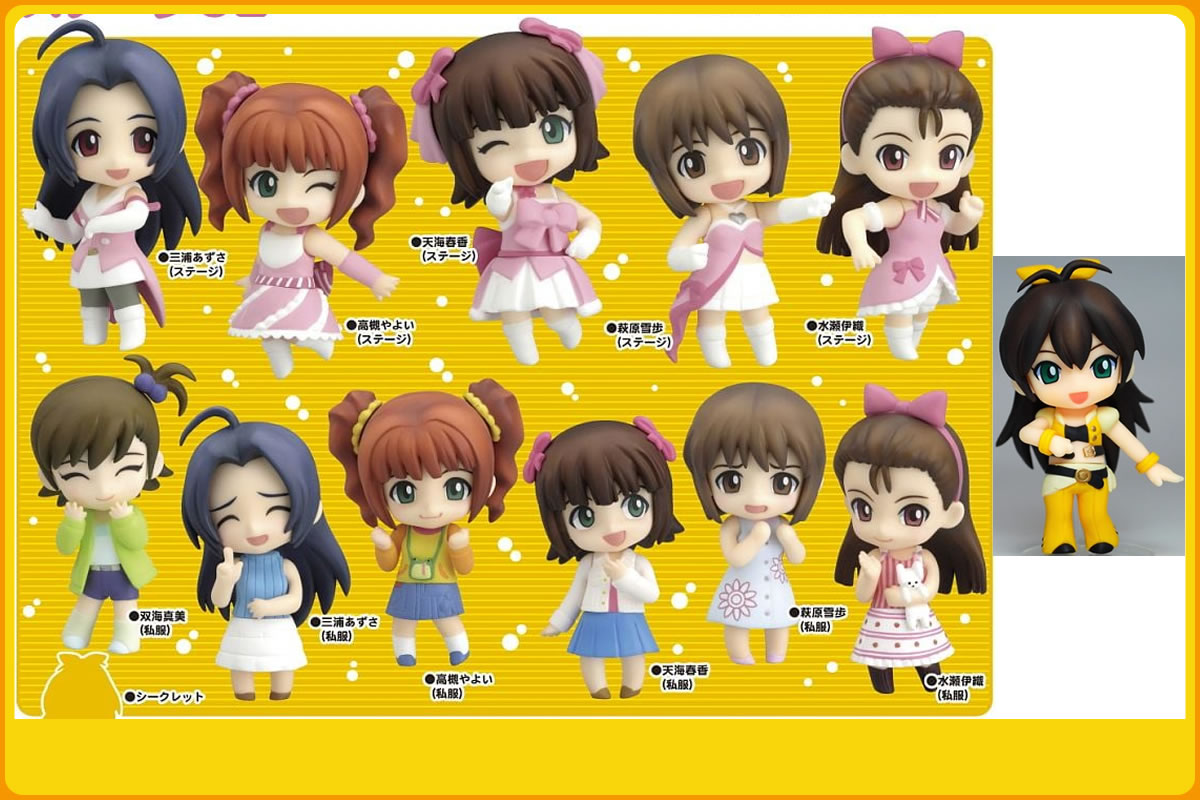 ●三浦あずさ
(ステージ)
●高槻やよい
(ステージ)
●天海春香
(ステージ)
●萩原雪歩
(ステージ)
●水瀬伊織
(ステージ)
●双海真美
(私服)
●三浦あずさ
(私服)
●高槻やよい
(私服)
●天海春香
(私服)
●萩原雪歩
(私服)
●水瀬伊織
(私服)
●シークレット